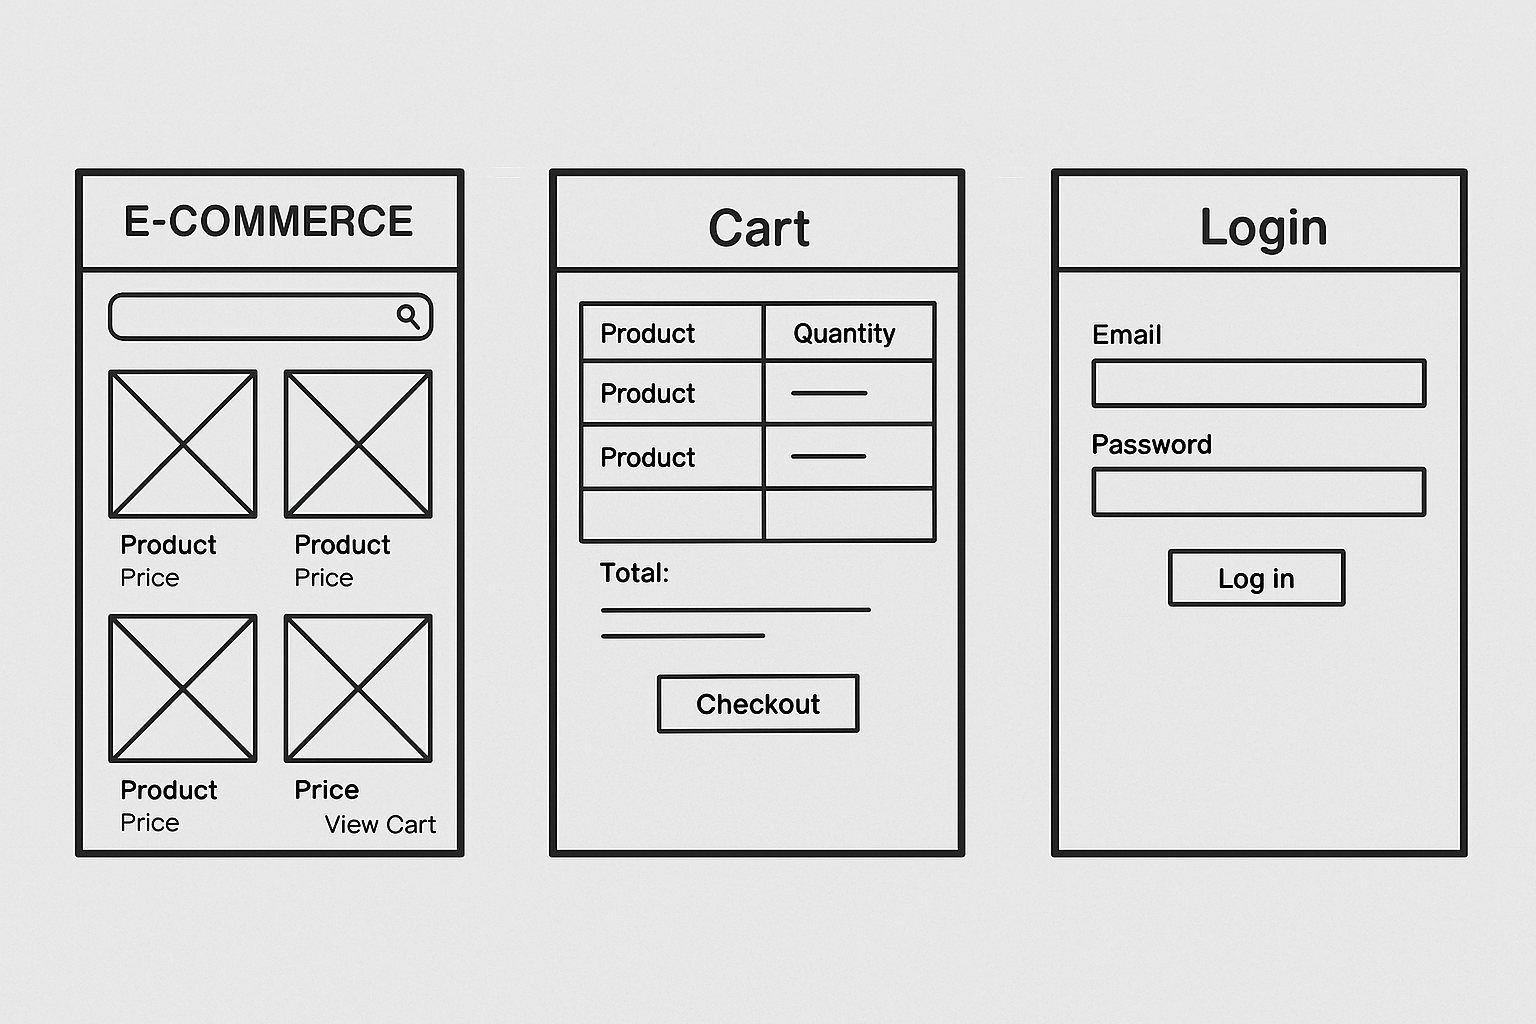 E-COMMERCE
Product
Price
Product
Price
Product
Price
Price
View Cart
Cart
Product Quantity
Product
Product
Total:
Checkout
Login
Email
Password
Log in